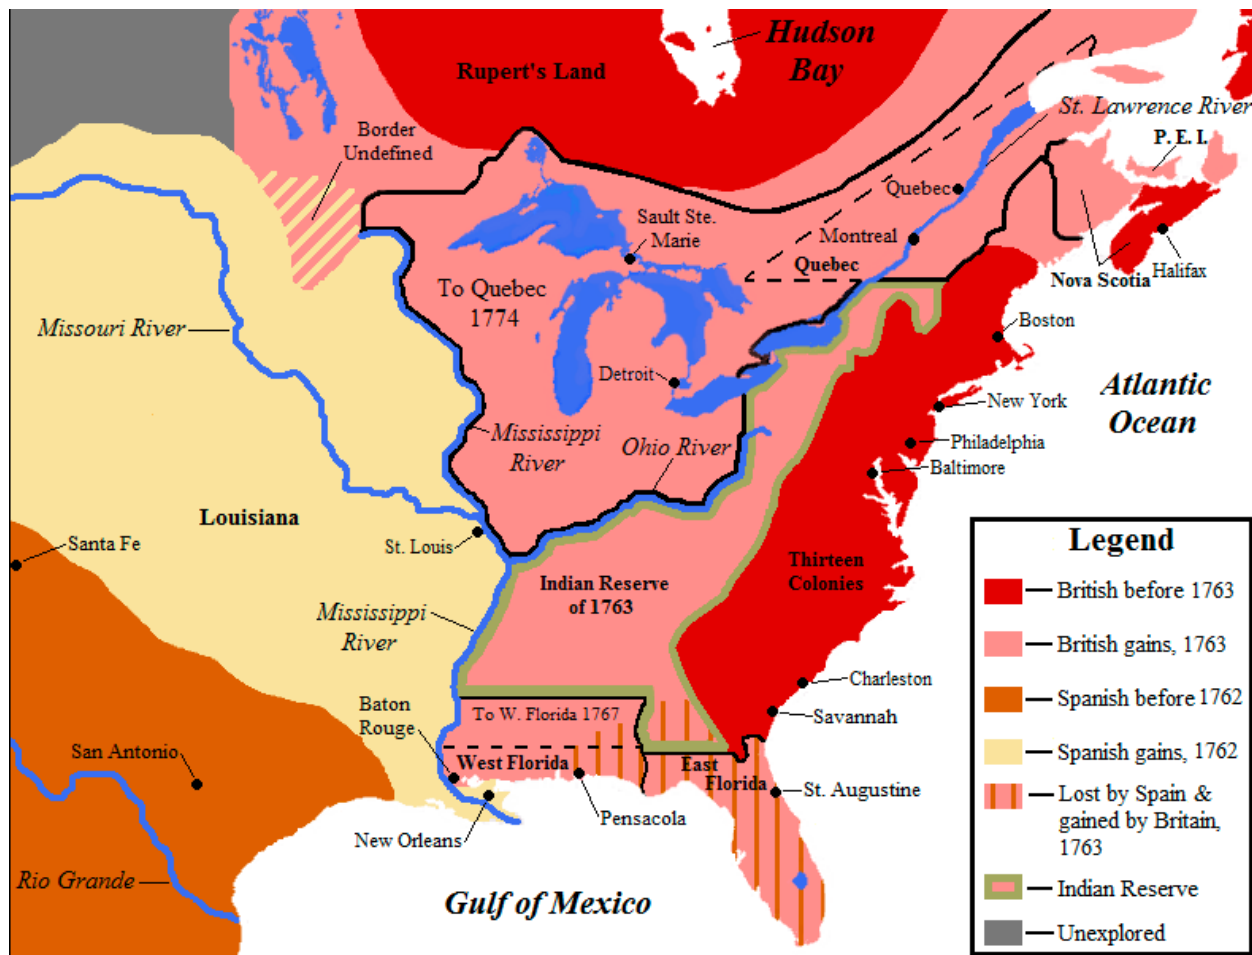 Hudson
Bay
Rupert's Land
St. Lawrence River
Border
Undefined
P. E. I.
Quebec
Sault Ste.
Marie
Montreal
Quebec
Halifax
Nova Scotia
To Quebec
1774
Missouri River
Boston
Detroit
Atlantic
Ocean
New York
Mississippi
River
Ohio River
Philadelphia
Baltimore
Louisiana
St. Louis
Santa Fe
Thirteen
Colonies
Indian Reserve
of 1763
Mississippi
River
Charleston
Baton
Rouge
To W. Florida 1767
Savannah
San Antonio
West Florida
East
Florida
St. Augustine
Pensacola
New Orleans
Rio Grande
Gulf of Mexico
Legend
British before 1763
British gains, 1763
Spanish before 1762
Spanish gains, 1762
Lost by Spain &
gained by Britain,
1763
Indian Reserve
Unexplored